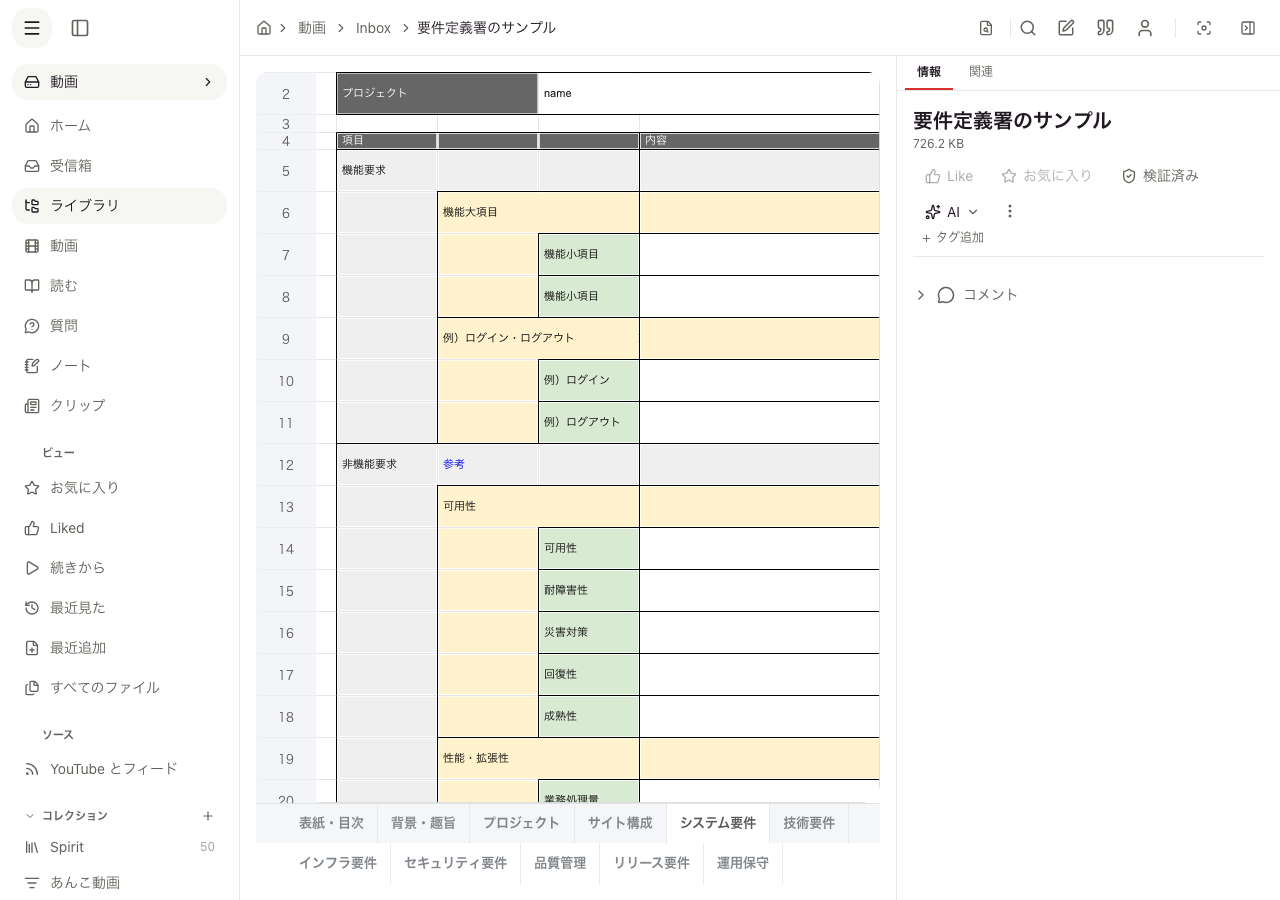 動画
ホーム
受信箱
ライブラリ
動画
読む
質問
ノート
クリップ
ビュー
お気に入り
Liked
続きから
最近見た
最近追加
すべてのファイル
ソース
YouTube とフィード
コレクション
Spirit 50
あんこ動画
動画 Inbox 要件定義署のサンプル
2 プロジェクト name
3
4 項目 内容
5 機能要求
6 機能大項目
7 機能小項目
8 機能小項目
9 例）ログイン・ログアウト
10 例）ログイン
11 例）ログアウト
12 非機能要求 参考
13 可用性
14 可用性
15 耐障害性
16 災害対策
17 回復性
18 成熟性
19 性能・拡張性
20 業務処理量
表紙・目次 背景・趣旨 プロジェクト サイト構成 システム要件 技術要件
インフラ要件 セキュリティ要件 品質管理 リリース要件 運用保守
情報 関連
要件定義署のサンプル
726.2 KB
Like お気に入り 検証済み
AI
+ タグ追加
コメント